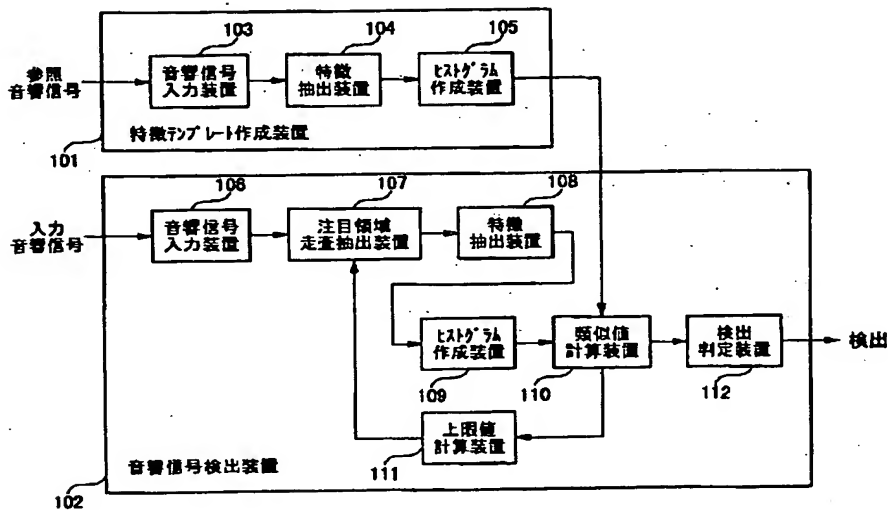 103
104
105
参照
音響信号
音響信号
入力装置
特徴
抽出装置
ヒストグラム
作成装置
特徴テンプレート作成装置
101
106
107
108
入力
音響信号
音響信号
入力装置
注目領域
走査抽出装置
特徴
抽出装置
ヒストグラム
作成装置
類似値
計算装置
検出
判定装置
検出
109
110
112
上限値
計算装置
111
音響信号検出装置
102